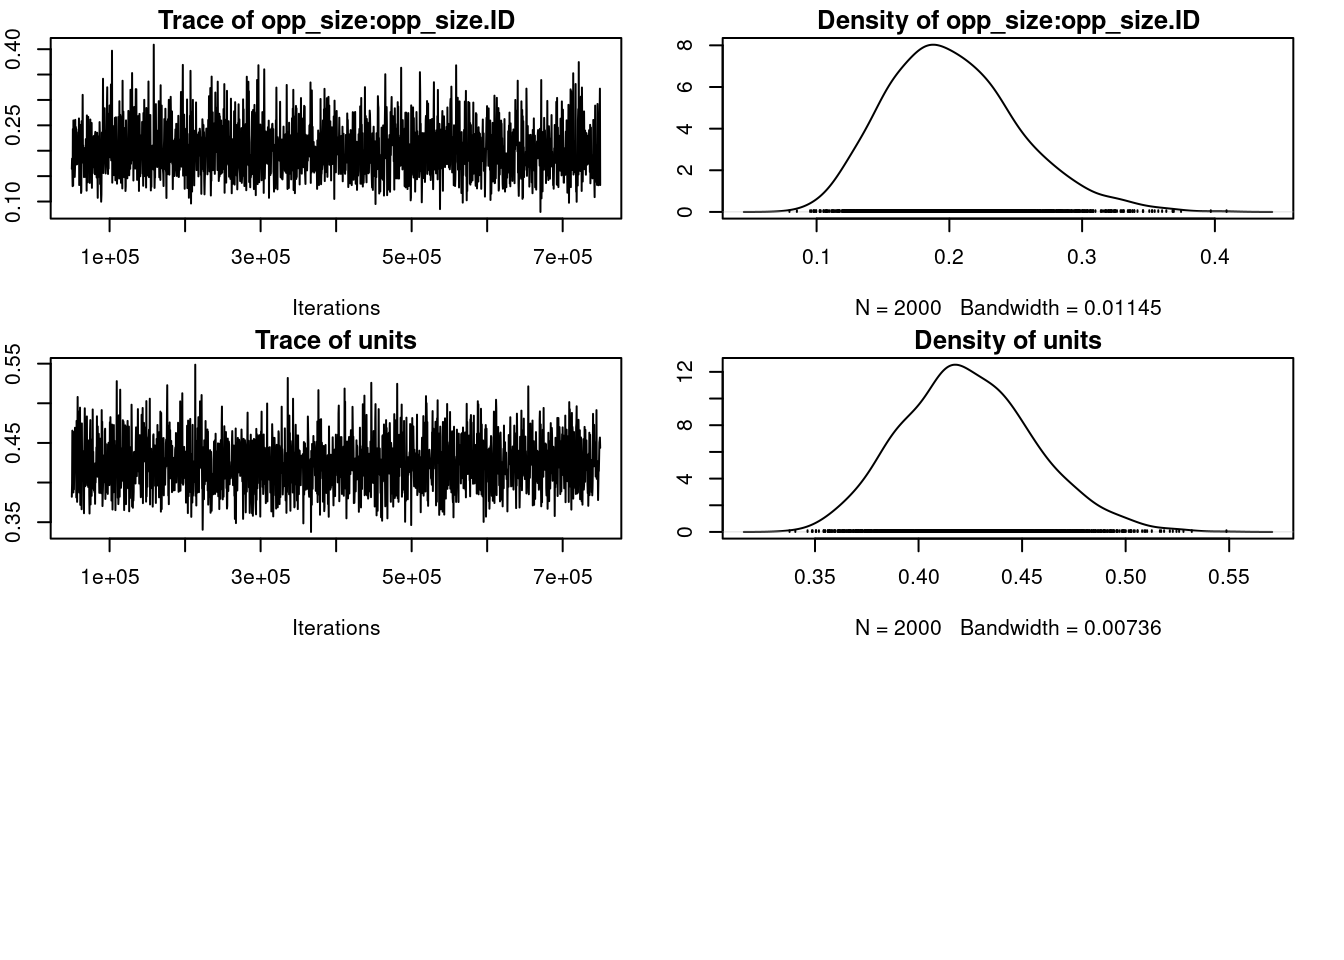 Trace of opp_size:opp_size.ID
0.10 0.25 0.40
1e+05 3e+05 5e+05 7e+05
Iterations
Density of opp_size:opp_size.ID
0 2 4 6 8
0.1 0.2 0.3 0.4
N = 2000 Bandwidth = 0.01145
Trace of units
0.35 0.45 0.55
1e+05 3e+05 5e+05 7e+05
Iterations
Density of units
0 4 8 12
0.35 0.40 0.45 0.50 0.55
N = 2000 Bandwidth = 0.00736